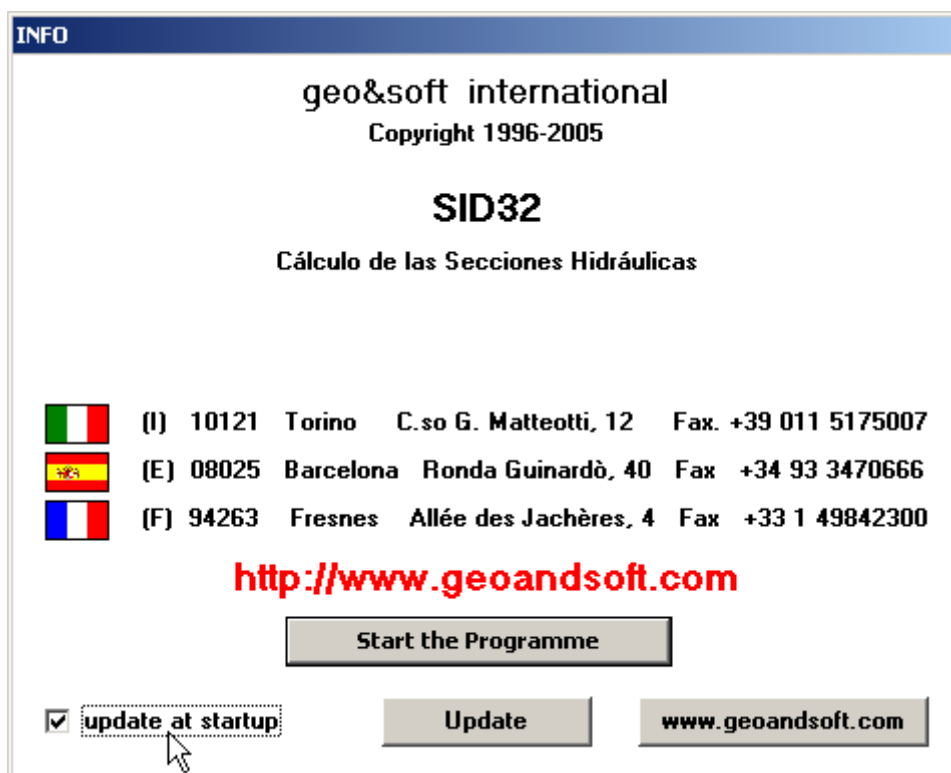 INFO
geo&soft international
Copyright 1996-2005
SID32
Cálculo de las Secciones Hidráulicas
(I) 10121 Torino C.so G. Matteotti, 12 Fax. +39 011 5175007
(E) 08025 Barcelona Ronda Guinardò, 40 Fax +34 93 3470666
(F) 94263 Fresnes Allée des Jachères, 4 Fax +33 1 49842300
http://www.geoandsoft.com
Start the Programme
update at startup Update www.geoandsoft.com